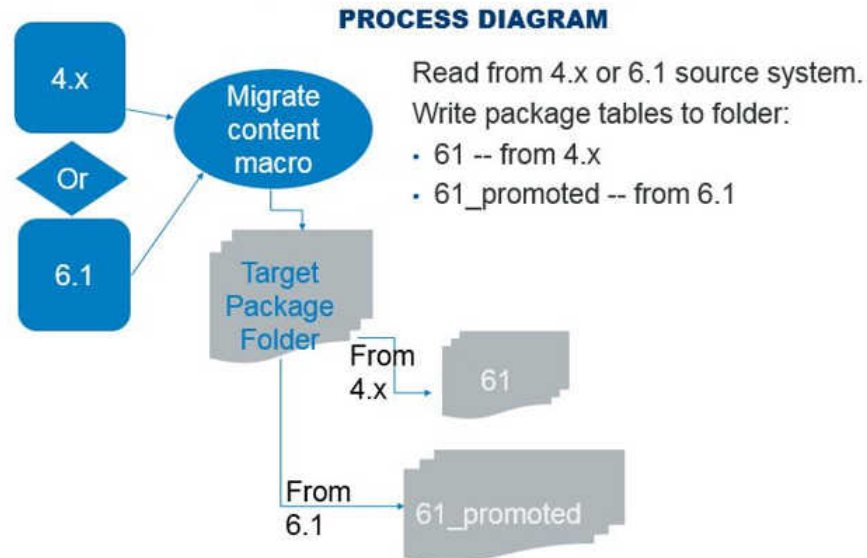 PROCESS DIAGRAM
4.x
Or
6.1
Migrate
content
macro
Read from 4.x or 6.1 source system.
Write package tables to folder:
• 61 -- from 4.x
• 61_promoted -- from 6.1
Target
Package
Folder
From
4.x
61
From
6.1
61_promoted